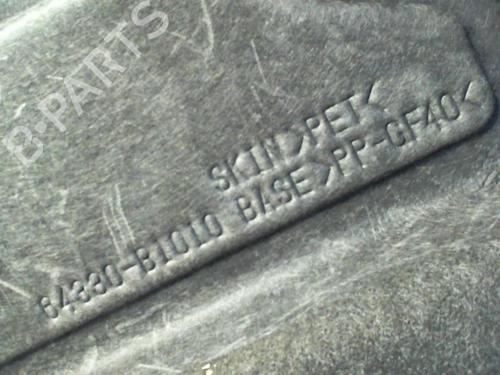 B-PARTS
SKIN >PET<
64330-B1010 BASE >PP-GF40<